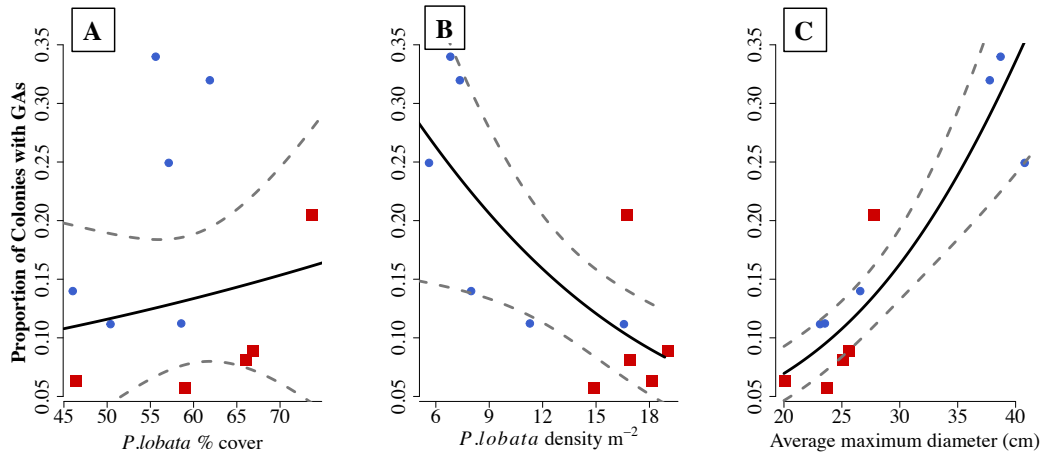 A
B
C
Proportion of Colonies with GAs
0.35
0.30
0.25
0.20
0.15
0.10
0.05
45 50 55 60 65 70
P.lobata % cover
0.35
0.30
0.25
0.20
0.15
0.10
0.05
6 9 12 15 18
P.lobata density m⁻²
0.35
0.30
0.25
0.20
0.15
0.10
0.05
20 25 30 35 40
Average maximum diameter (cm)